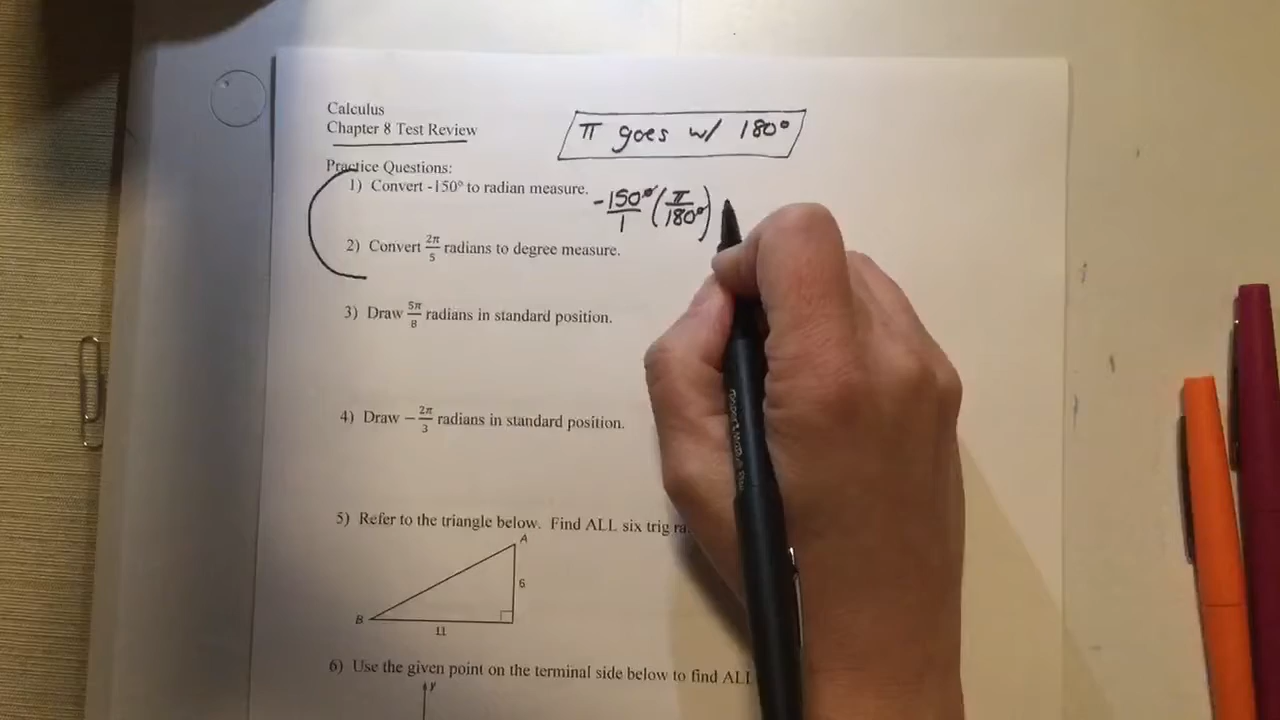 Calculus
Chapter 8 Test Review
π goes w/ 180°
Practice Questions:
1) Convert -150° to radian measure. -150°/1 (π/180°)
2) Convert 2π/5 radians to degree measure.
3) Draw 5π/8 radians in standard position.
4) Draw −2π/3 radians in standard position.
5) Refer to the triangle below. Find ALL six trig
A
6
B
11
6) Use the given point on the terminal side below to find ALL
y